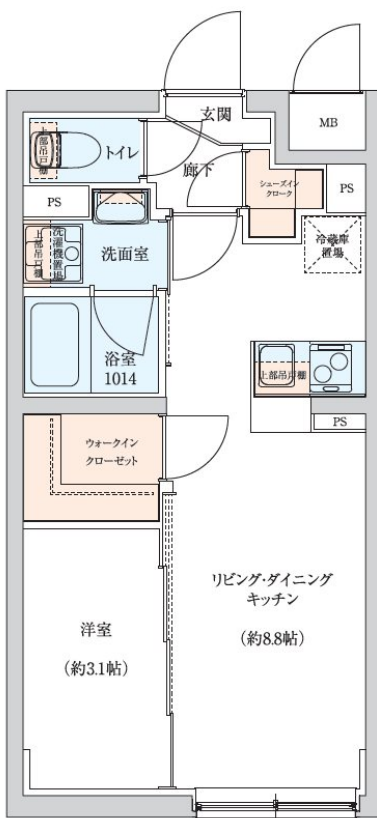 玄関
MB
上部吊戸棚
トイレ
廊下
シューズイン
クローク
PS
PS
冷蔵庫
置場
上部吊戸棚
洗濯機置場
洗面室
浴室
1014
上部吊戸棚
PS
ウォークイン
クローゼット
リビング・ダイニング
キッチン
(約8.8帖)
洋室
(約3.1帖)